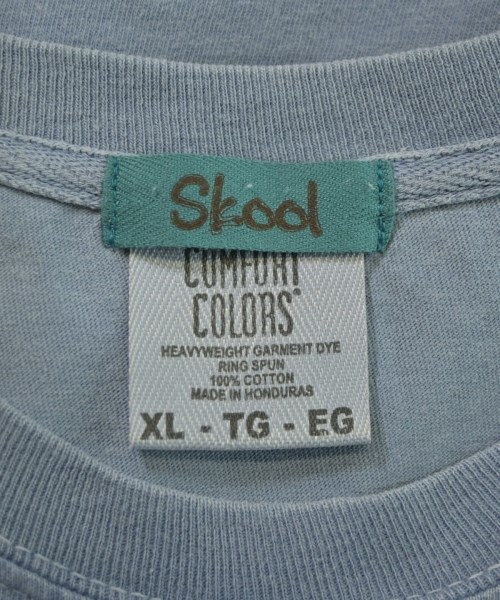 Skool
COMFORT
COLORS®
HEAVYWEIGHT GARMENT DYE
RING SPUN
100% COTTON
MADE IN HONDURAS
XL - TG - EG